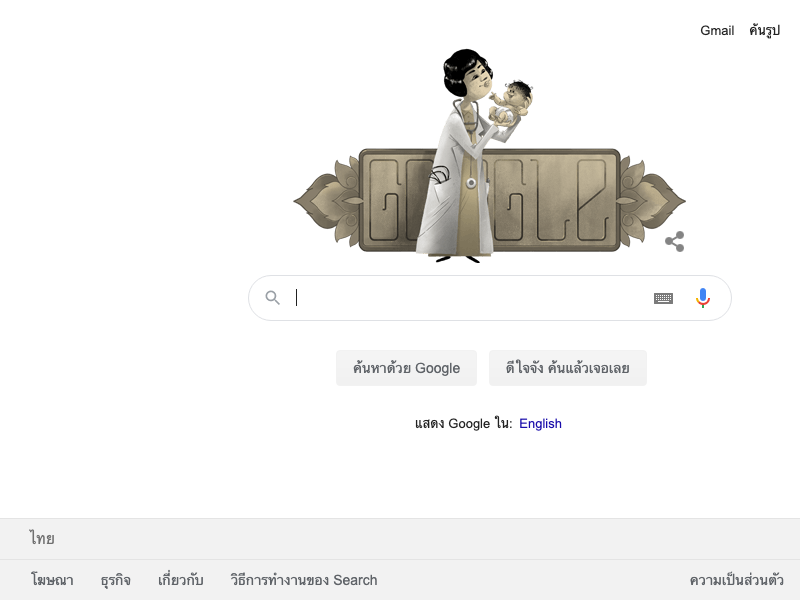 Gmail ค้นรูป
GOOGLE
ค้นหาด้วย Google ดีใจจัง ค้นแล้วเจอเลย
แสดง Google ใน: English
ไทย
โฆษณา ธุรกิจ เกี่ยวกับ วิธีการทำงานของ Search ความเป็นส่วนตัว